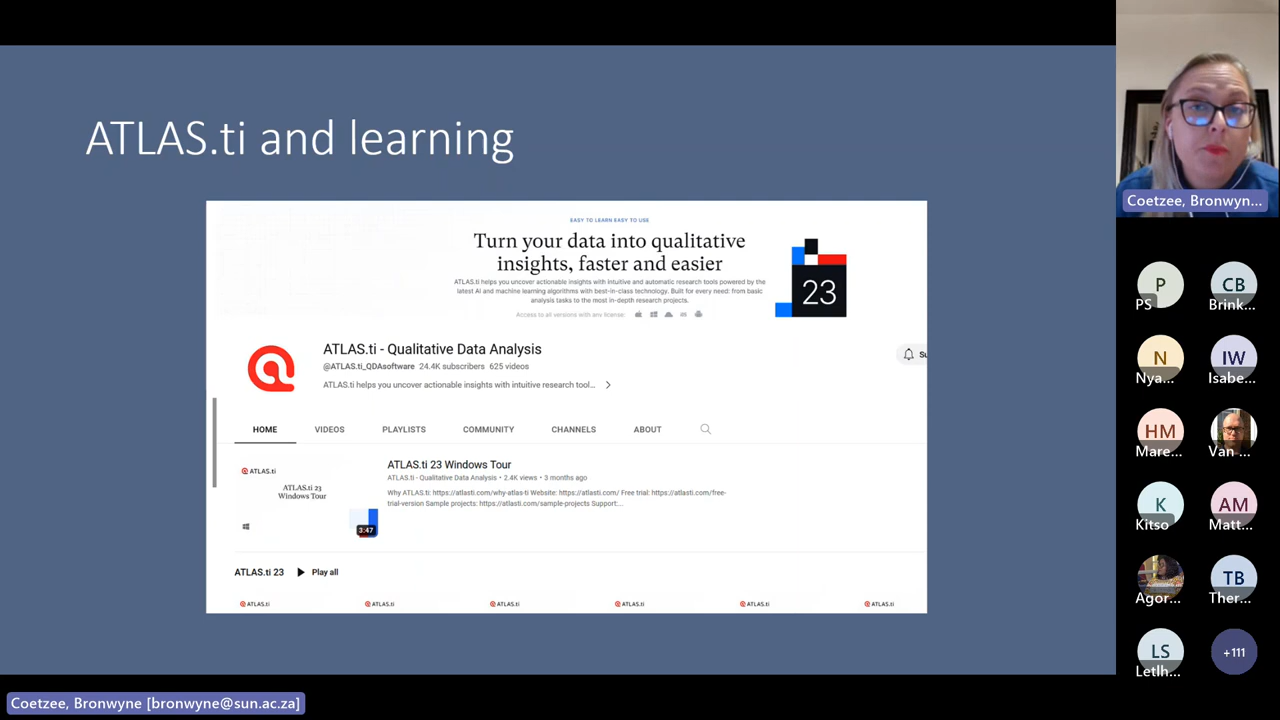 ATLAS.ti and learning
EASY TO LEARN EASY TO USE
Turn your data into qualitative
insights, faster and easier
ATLAS.ti helps you uncover actionable insights with intuitive and automatic research tools powered by the
latest AI and machine learning algorithms with best-in-class technology. Built for every need: from basic
analysis tasks to the most in-depth research projects.
Access to all versions with any license:
23
ATLAS.ti - Qualitative Data Analysis
@ATLAS.ti_QDAsoftware 24.4K subscribers 625 videos
ATLAS.ti helps you uncover actionable insights with intuitive research tool...
Su
HOME VIDEOS PLAYLISTS COMMUNITY CHANNELS ABOUT
ATLAS.ti
ATLAS.ti 23
Windows Tour
3:47
ATLAS.ti 23 Windows Tour
ATLAS.ti - Qualitative Data Analysis • 2.4K views • 3 months ago
Why ATLAS.ti: https://atlasti.com/why-atlas-ti Website: https://atlasti.com/ Free trial: https://atlasti.com/free-
trial-version Sample projects: https://atlasti.com/sample-projects Support:...
ATLAS.ti 23 Play all
ATLAS.ti ATLAS.ti ATLAS.ti ATLAS.ti ATLAS.ti ATLAS.ti
Coetzee, Bronwyne [bronwyne@sun.ac.za]
Coetzee, Bronwyn...
P CB
PS Brink...
N IW
Nya... Isabe...
HM
Mare... Van ...
K AM
Kitso Matt...
TB
Agor... Ther...
LS +111
Letlh...